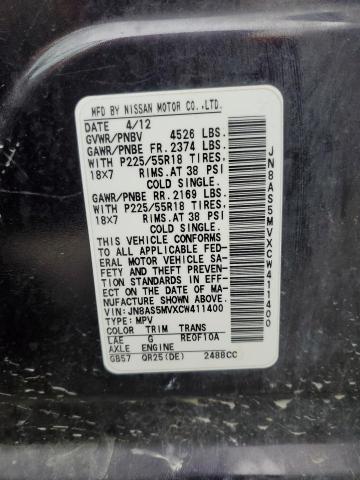 MFD BY NISSAN MOTOR CO.,LTD.
DATE 4/12
GVWR/PNBV 4526 LBS.
GAWR/PNBE FR. 2374 LBS.
WITH P225/55R18 TIRES,
18X7 RIMS.AT 38 PSI
COLD SINGLE.
GAWR/PNBE RR. 2169 LBS.
WITH P225/55R18 TIRES,
18X7 RIMS.AT 38 PSI
COLD SINGLE.
THIS VEHICLE CONFORMS
TO ALL APPLICABLE FED-
ERAL MOTOR VEHICLE SA-
FETY AND THEFT PREVENTION
STANDARDS IN EFFECT
ON THE DATE OF MA-
NUFACTURE SHOWN ABOVE.
VIN: JN8AS5MVXCW411400
TYPE: MPV
COLOR TRIM TRANS
LAE G RE0F10A
AXLE ENGINE
GB57 QR25(DE) 2488CC
JN8AS5MVXCW411400